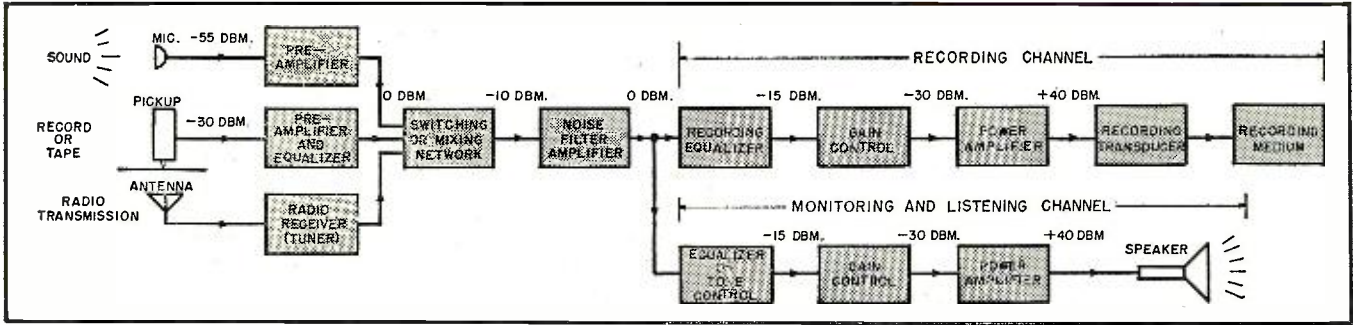 SOUND
MIC.
-55 DBM.
PRE-
AMPLIFIER
RECORD
OR
TAPE
PICKUP
-30 DBM.
PRE-
AMPLIFIER
AND
EQUALIZER
RADIO
TRANSMISSION
ANTENNA
RADIO
RECEIVER
(TUNER)
0 DBM.
SWITCHING
OR MIXING
NETWORK
-10 DBM.
NOISE
FILTER
AMPLIFIER
0 DBM.
RECORDING CHANNEL
RECORDING
EQUALIZER
-15 DBM.
GAIN
CONTROL
-30 DBM.
POWER
AMPLIFIER
+40 DBM.
RECORDING
TRANSDUCER
RECORDING
MEDIUM
MONITORING AND LISTENING CHANNEL
EQUALIZER
CONTROL
-15 DBM.
GAIN
CONTROL
-30 DBM.
POWER
AMPLIFIER
+40 DBM
SPEAKER